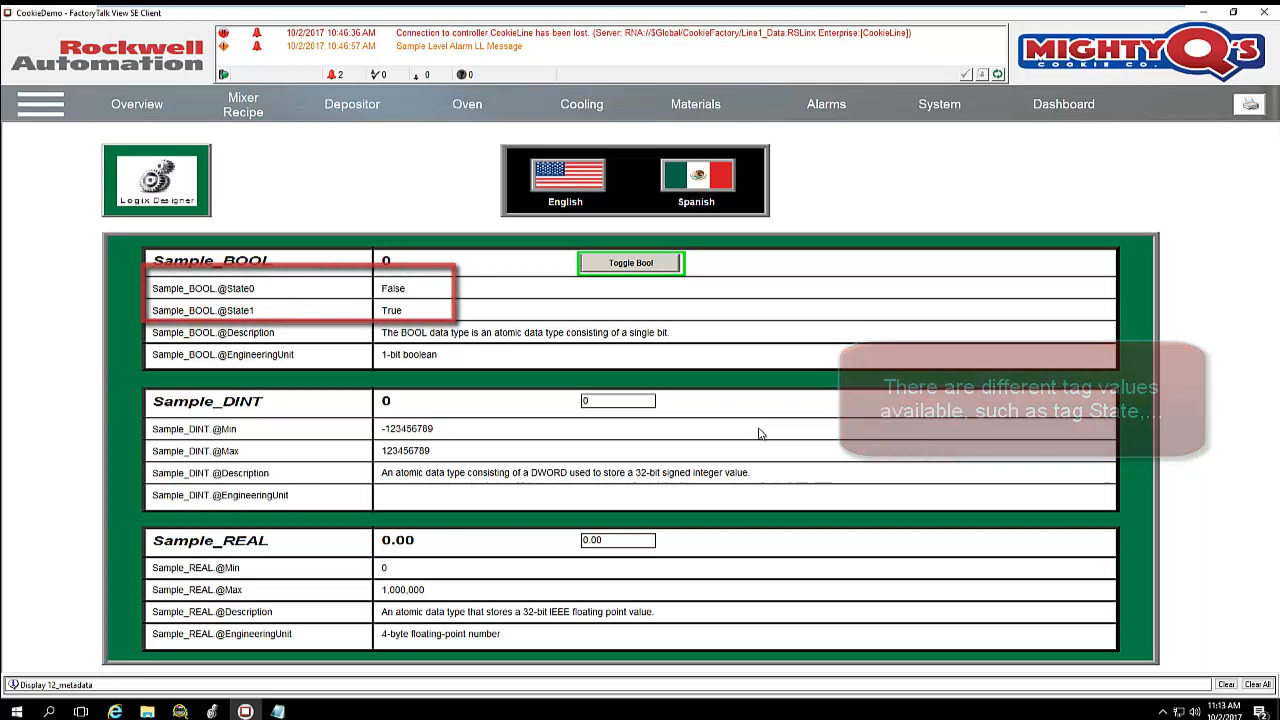 CookieDemo - FactoryTalk View SE Client
Rockwell
Automation
10/2/2017 10:46:36 AM Connection to controller CookieLine has been lost. (Server: RNA://$Global/CookieFactory/Line1_Data:RSLinx Enterprise:[CookieLine])
10/2/2017 10:46:57 AM Sample Level Alarm LL Message
2 0 0 0
MIGHTY Q'S
COOKIE CO.
Overview Mixer Recipe Depositor Oven Cooling Materials Alarms System Dashboard
Logix Designer
English Spanish
Sample_BOOL 0 Toggle Bool
Sample_BOOL.@State0 False
Sample_BOOL.@State1 True
Sample_BOOL.@Description The BOOL data type is an atomic data type consisting of a single bit.
Sample_BOOL.@EngineeringUnit 1-bit boolean
There are different tag values
available, such as tag State,...
Sample_DINT 0 0
Sample_DINT.@Min -123456789
Sample_DINT.@Max 123456789
Sample_DINT.@Description An atomic data type consisting of a DWORD used to store a 32-bit signed integer value.
Sample_DINT.@EngineeringUnit
Sample_REAL 0.00 0.00
Sample_REAL.@Min 0
Sample_REAL.@Max 1,000,000
Sample_REAL.@Description An atomic data type that stores a 32-bit IEEE floating point value.
Sample_REAL.@EngineeringUnit 4-byte floating-point number
Display 12_metadata Clear Clear All
11:13 AM
10/2/2017